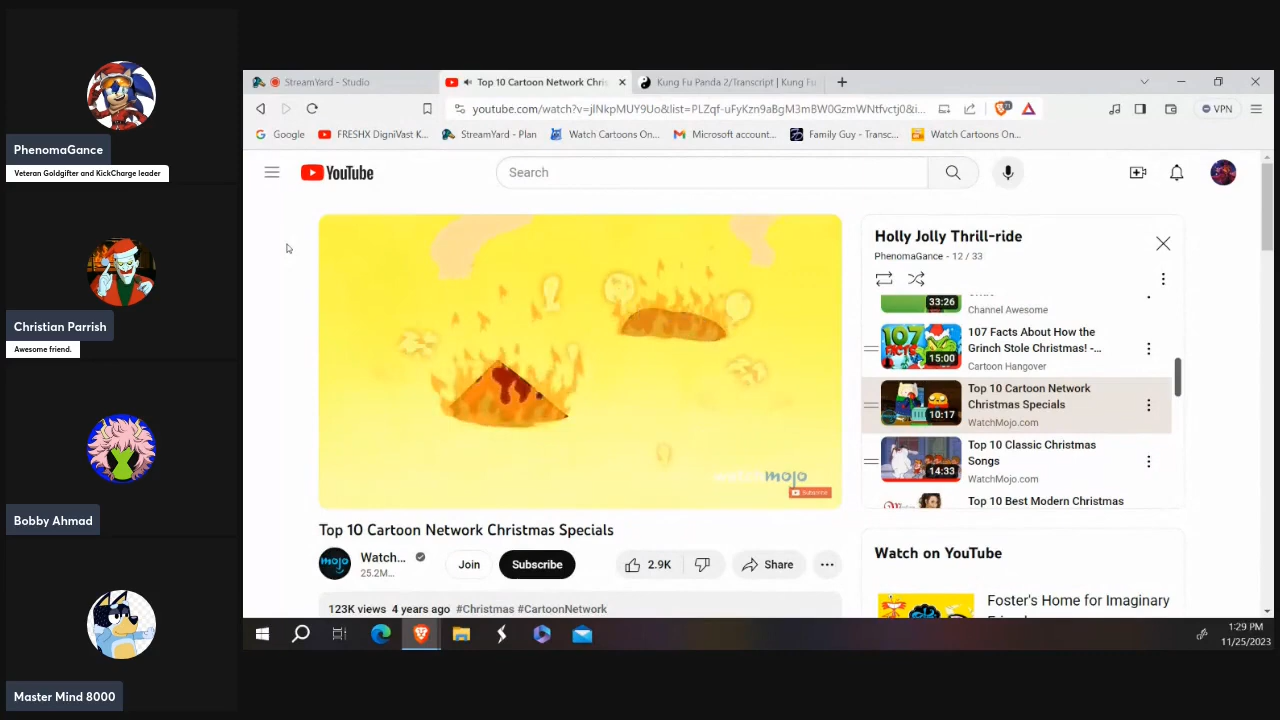 PhenomaGance
Veteran Goldgifter and KickCharge leader
Christian Parrish
Awesome friend.
Bobby Ahmad
Master Mind 8000
StreamYard - Studio
Top 10 Cartoon Network Chris
Kung Fu Panda 2/Transcript | Kung Fu
youtube.com/watch?v=jlNkpMUY9Uo&list=PLZqf-uFyKzn9aBgM3m8W0GzmWNtfvctj0&i...
VPN
Google
FRESHX DigniVast K...
StreamYard - Plan
Watch Cartoons On...
Microsoft account...
Family Guy - Transc...
Watch Cartoons On...
YouTube
Search
mojo
Subscribe
Top 10 Cartoon Network Christmas Specials
mojo
Watch...
25.2M...
Join
Subscribe
2.9K
Share
123K views 4 years ago #Christmas #CartoonNetwork
Holly Jolly Thrill-ride
PhenomaGance - 12 / 33
33:26
Channel Awesome
107
FACTS
15:00
107 Facts About How the
Grinch Stole Christmas! -...
Cartoon Hangover
10:17
Top 10 Cartoon Network
Christmas Specials
WatchMojo.com
14:33
Top 10 Classic Christmas
Songs
WatchMojo.com
Top 10 Best Modern Christmas
Watch on YouTube
Foster's Home for Imaginary
1:29 PM
11/25/2023